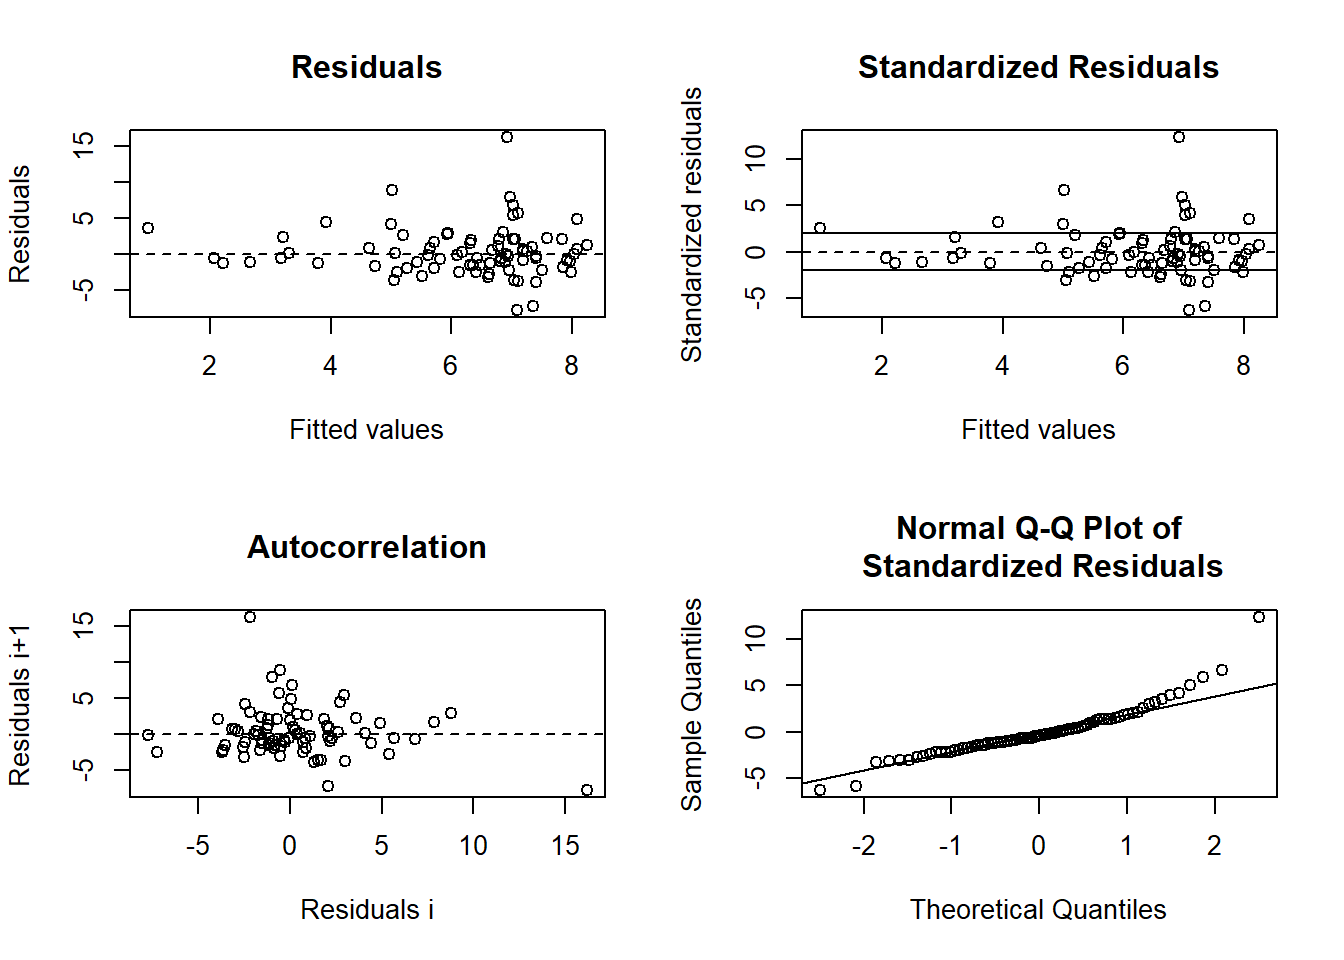 Residuals
Residuals
15
5
-5
2
4
6
8
Fitted values
Standardized Residuals
Standardized residuals
10
5
0
-5
2
4
6
8
Fitted values
Autocorrelation
Residuals i+1
15
5
-5
-5
0
5
10
15
Residuals i
Normal Q-Q Plot of
Standardized Residuals
Sample Quantiles
10
5
0
-5
-2
-1
0
1
2
Theoretical Quantiles